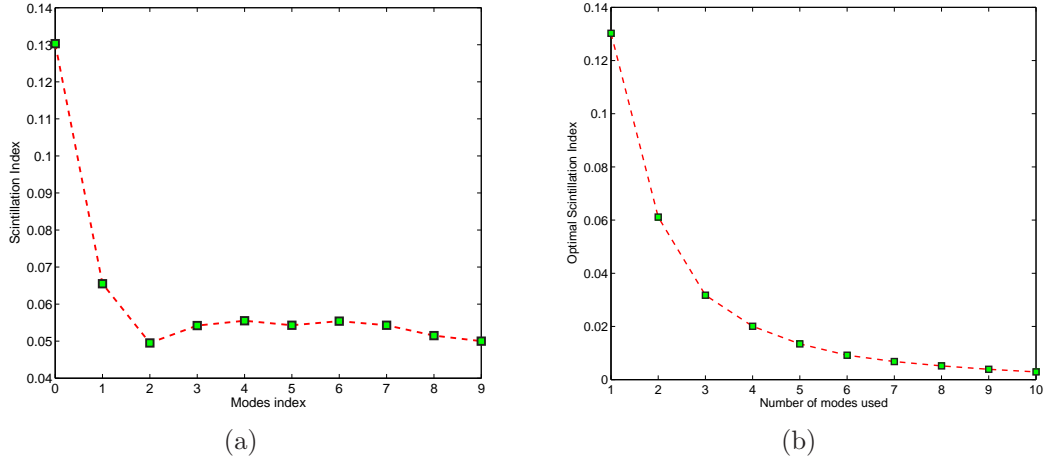 0.14
0.13
0.12
0.11
0.1
0.09
0.08
0.07
0.06
0.05
0.04
0 1 2 3 4 5 6 7 8 9
Modes index
Scintillation Index
(a)
0.14
0.12
0.1
0.08
0.06
0.04
0.02
0
1 2 3 4 5 6 7 8 9 10
Number of modes used
Optimal Scintillation Index
(b)